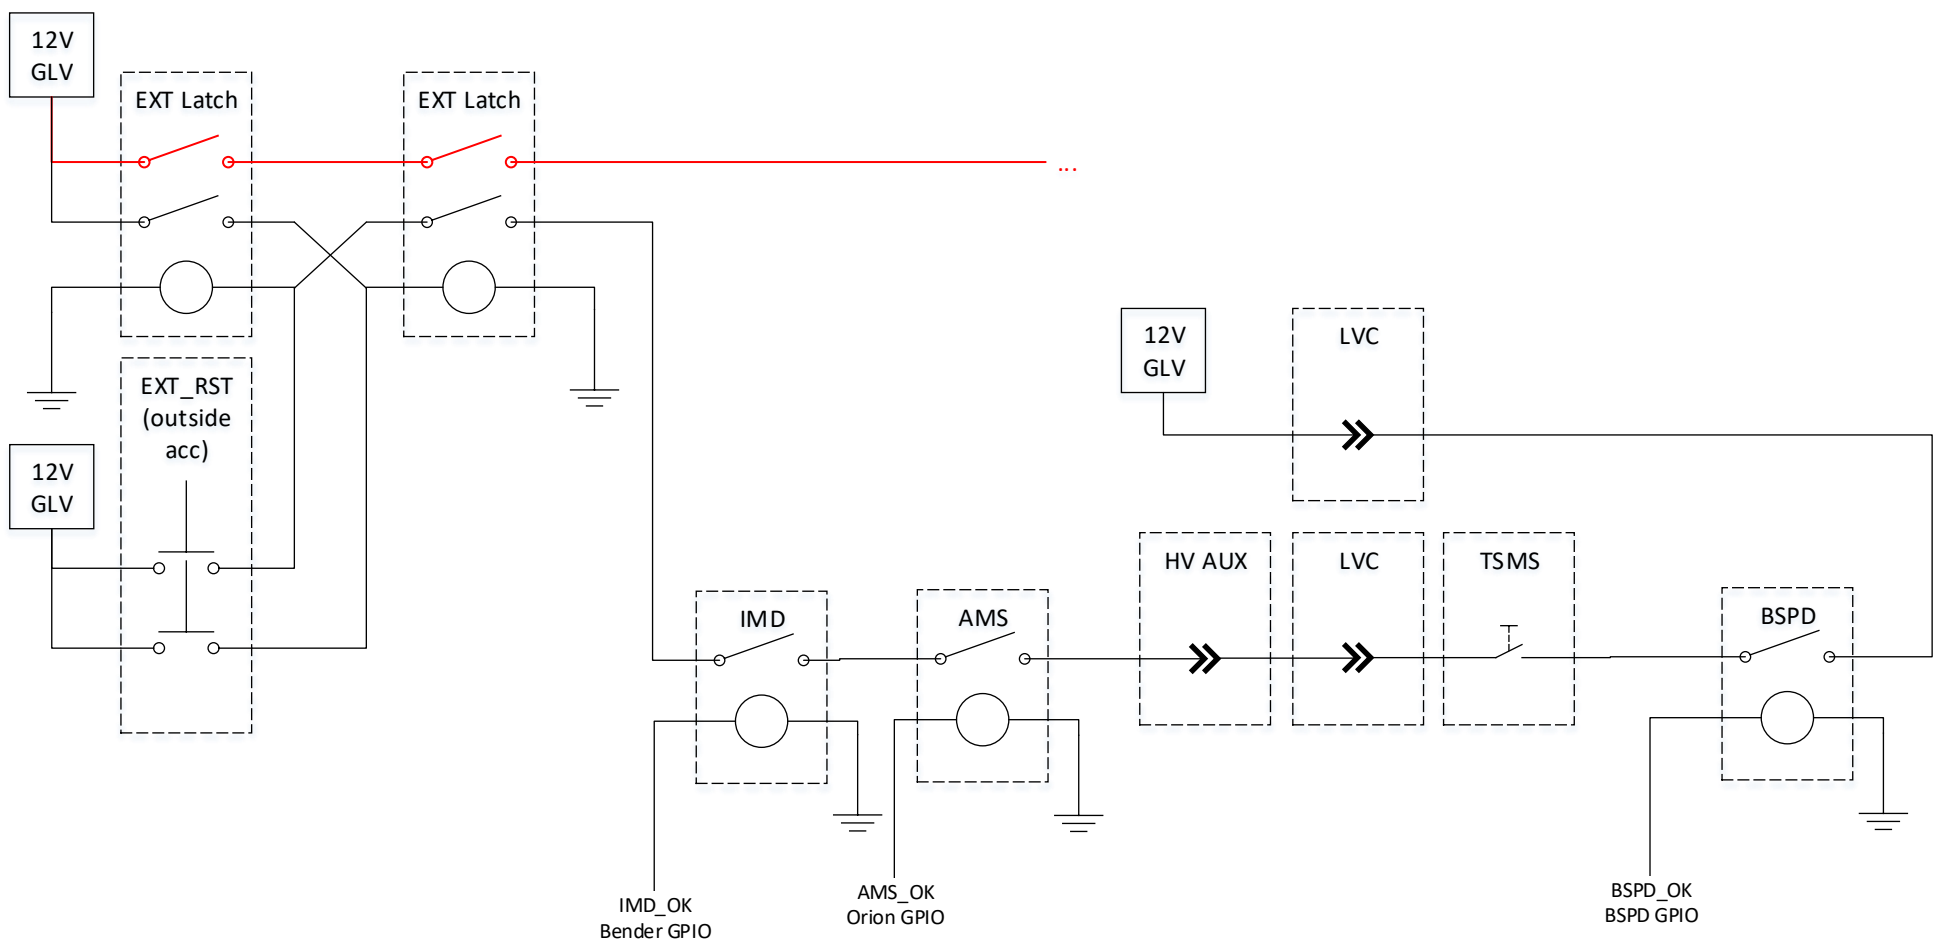 12V
GLV
EXT Latch
EXT Latch
...
EXT_RST
(outside
acc)
12V
GLV
12V
GLV
LVC
HV AUX
LVC
TSMS
IMD
AMS
BSPD
IMD_OK
Bender GPIO
AMS_OK
Orion GPIO
BSPD_OK
BSPD GPIO